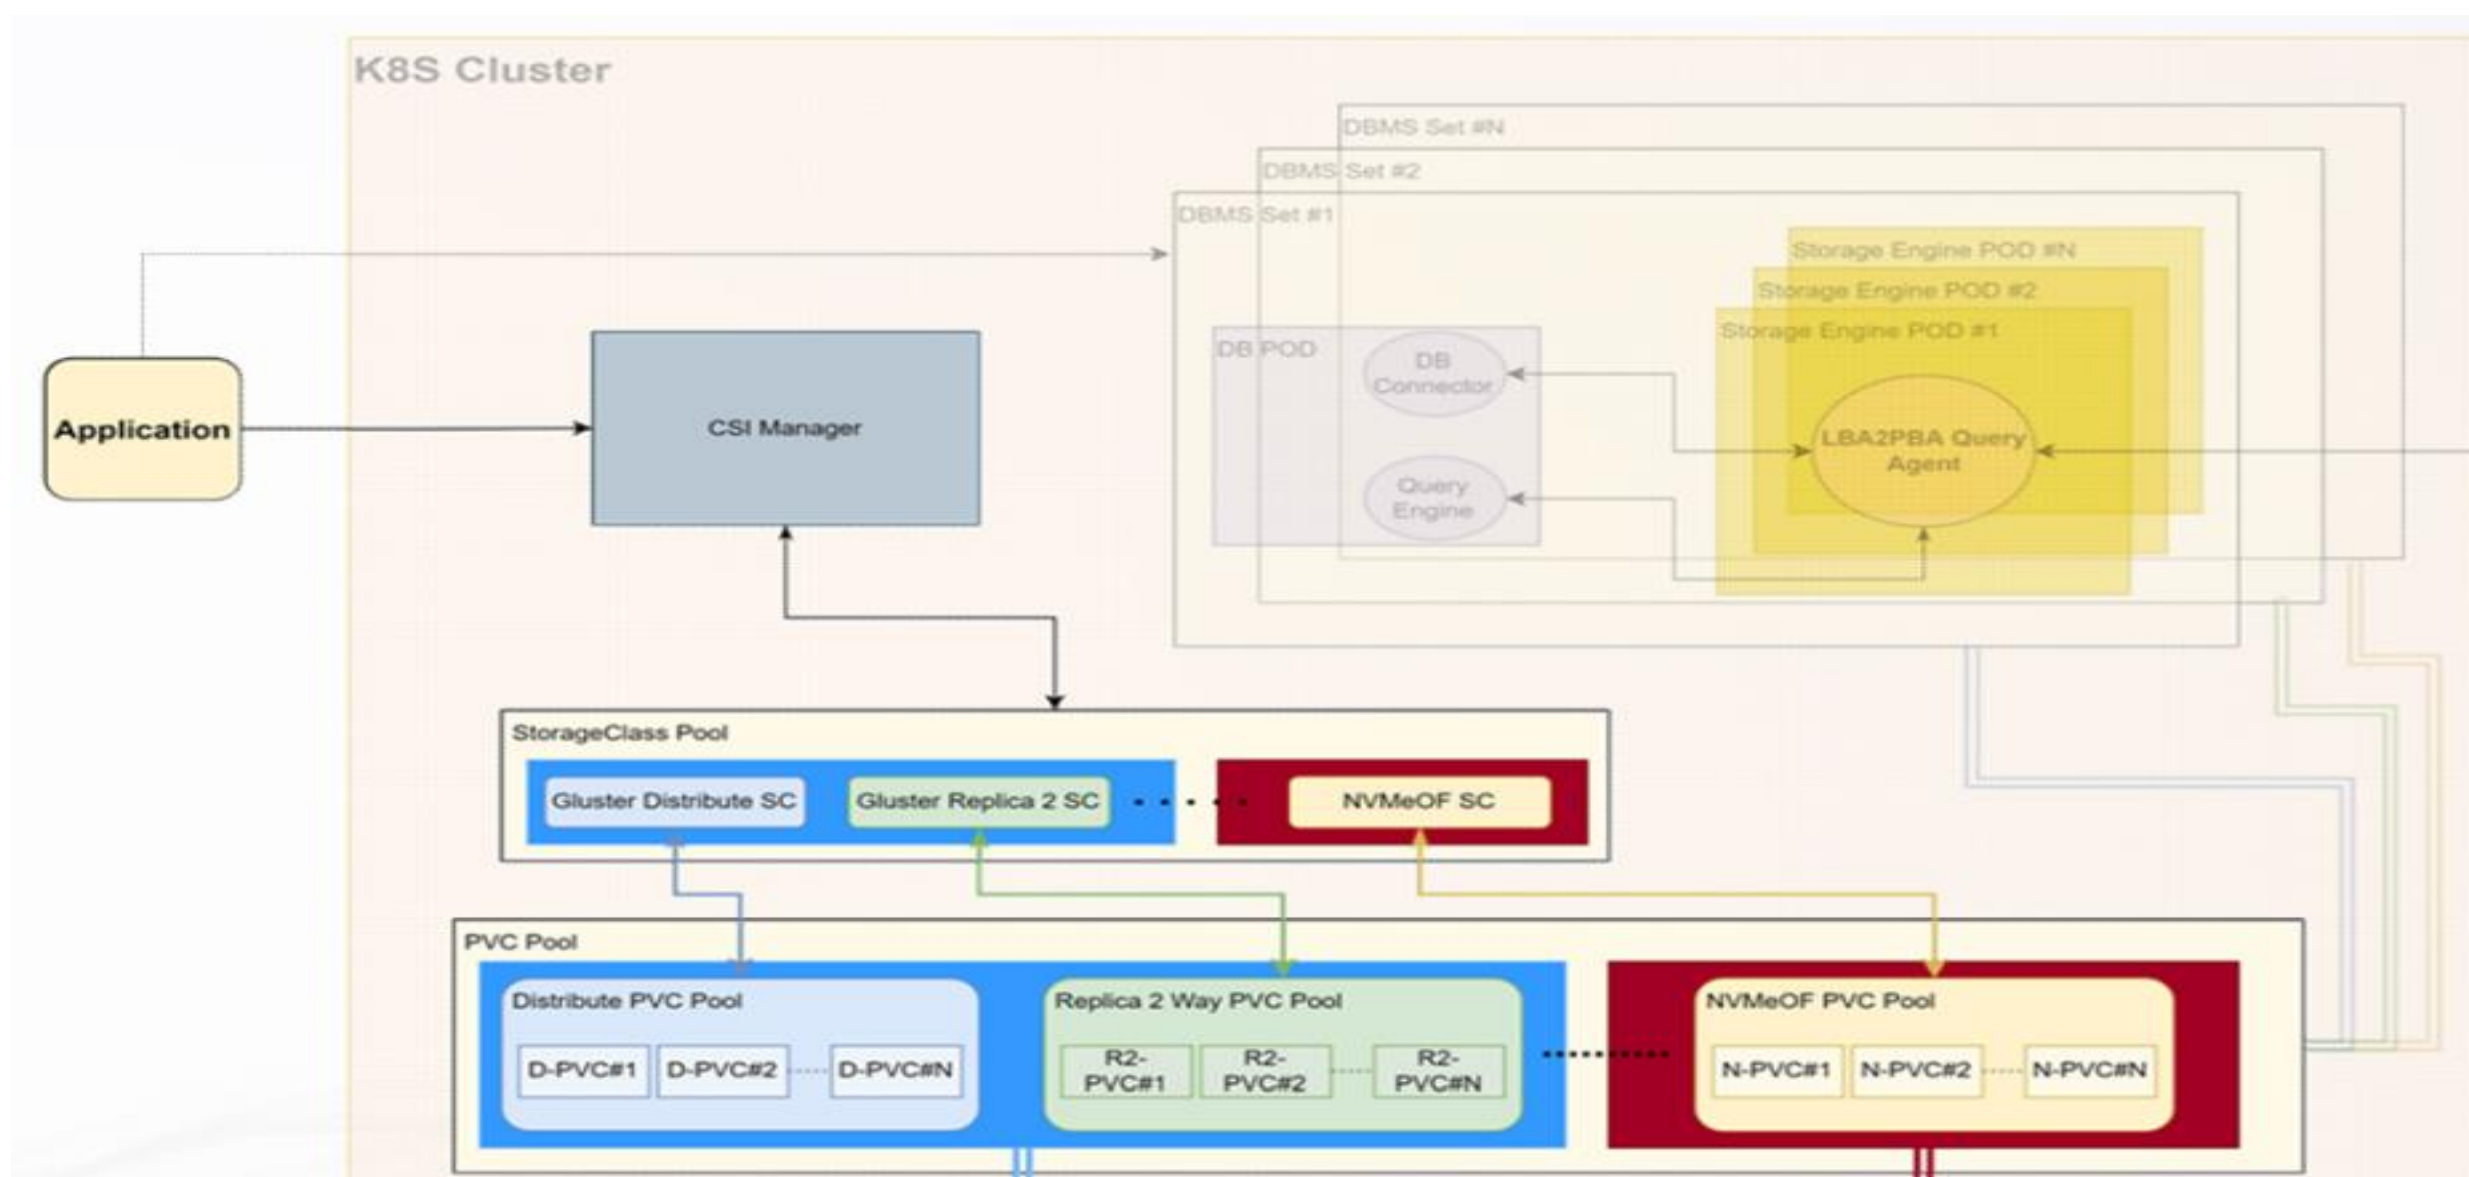 K8S Cluster
DBMS Set #N
DBMS Set #2
DBMS Set #1
Storage Engine POD #N
Storage Engine POD #2
Storage Engine POD #1
DB POD
DB
Connector
Query
Engine
LBA2PBA Query
Agent
Application
CSI Manager
StorageClass Pool
Gluster Distribute SC
Gluster Replica 2 SC
NVMeOF SC
PVC Pool
Distribute PVC Pool
D-PVC#1
D-PVC#2
D-PVC#N
Replica 2 Way PVC Pool
R2-
PVC#1
R2-
PVC#2
R2-
PVC#N
NVMeOF PVC Pool
N-PVC#1
N-PVC#2
N-PVC#N